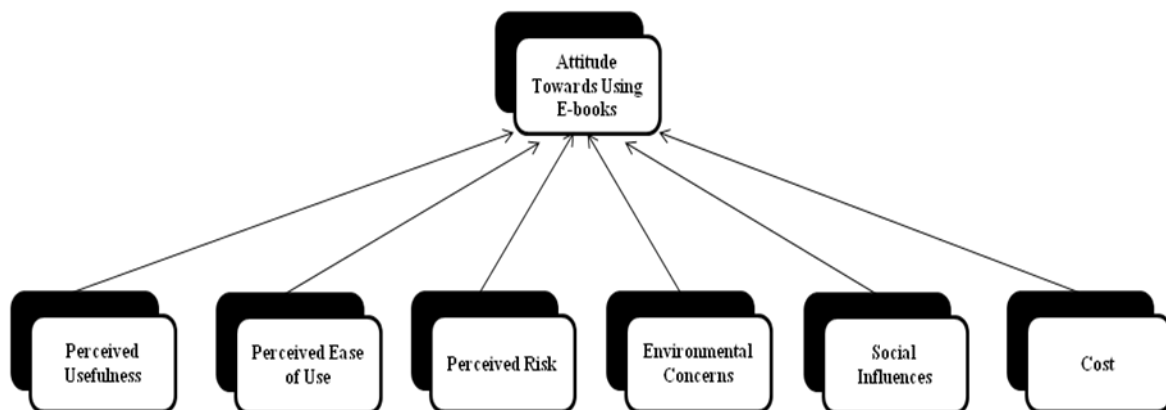 Attitude
Towards Using
E-books
Perceived
Usefulness
Perceived Ease
of Use
Perceived Risk
Environmental
Concerns
Social
Influences
Cost